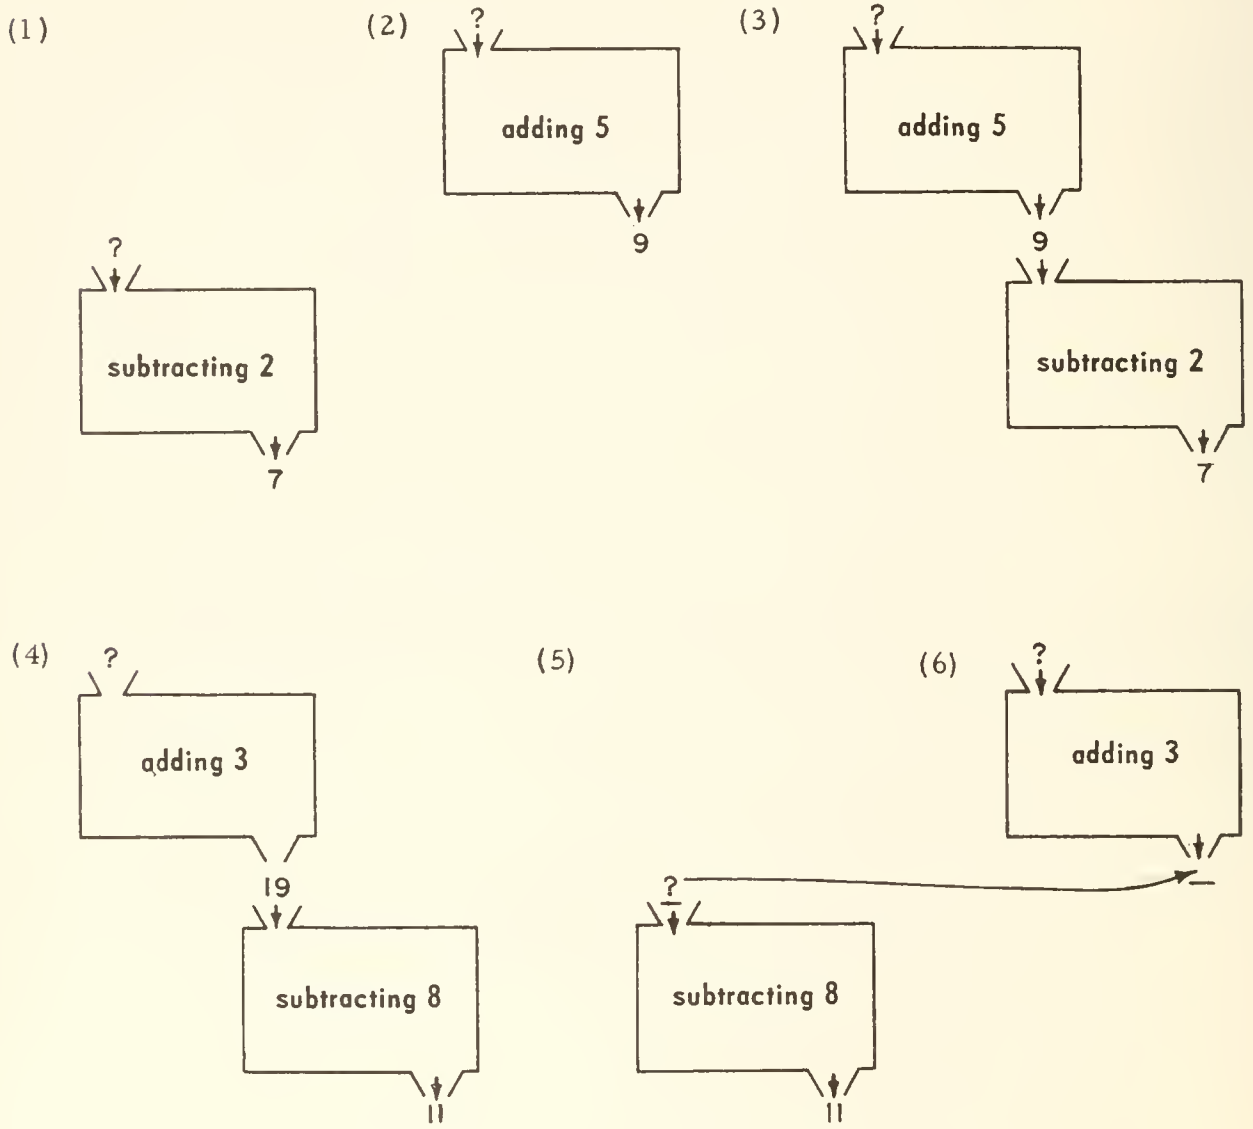 (1)
?
subtracting 2
7
(2)
?
adding 5
9
(3)
?
adding 5
9
subtracting 2
7
(4)
?
adding 3
19
subtracting 8
11
(5)
?
subtracting 8
11
(6)
?
adding 3